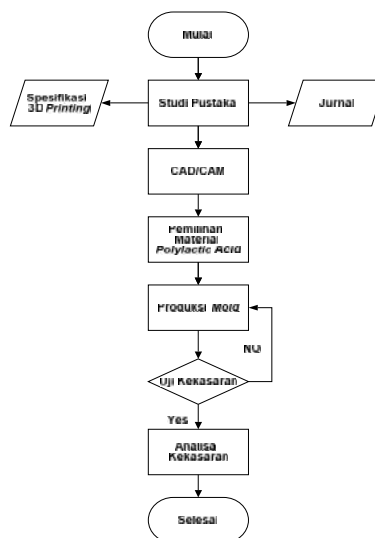 Mulai
Spesifikasi
3D Printing
Studi Pustaka
Jurnal
CAD/CAM
Pemilihan
Material
Polylactic Acid
Produksi Mold
NO
Uji Kekasaran
Yes
Analisa
Kekasaran
Selesai